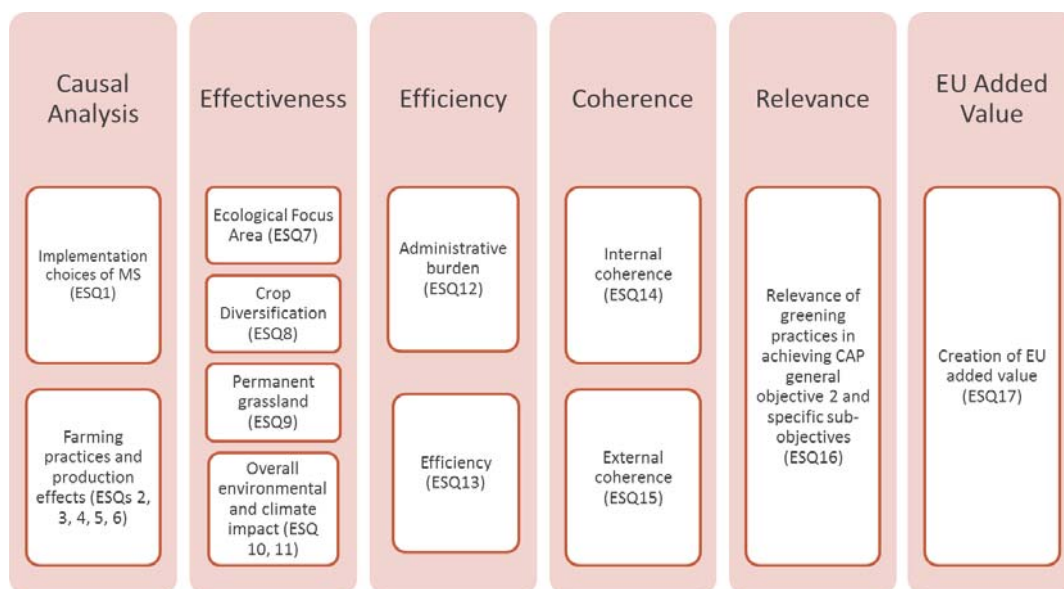 Causal
Analysis
Implementation
choices of MS
(ESQ1)
Farming
practices and
production
effects (ESQs 2,
3, 4, 5, 6)
Effectiveness
Ecological Focus
Area (ESQ7)
Crop
Diversification
(ESQ8)
Permanent
grassland
(ESQ9)
Overall
environmental
and climate
impact (ESQ
10, 11)
Efficiency
Administrative
burden
(ESQ12)
Efficiency
(ESQ13)
Coherence
Internal
coherence
(ESQ14)
External
coherence
(ESQ15)
Relevance
Relevance of
greening
practices in
achieving CAP
general
objective 2 and
specific sub-
objectives
(ESQ16)
EU Added
Value
Creation of EU
added value
(ESQ17)